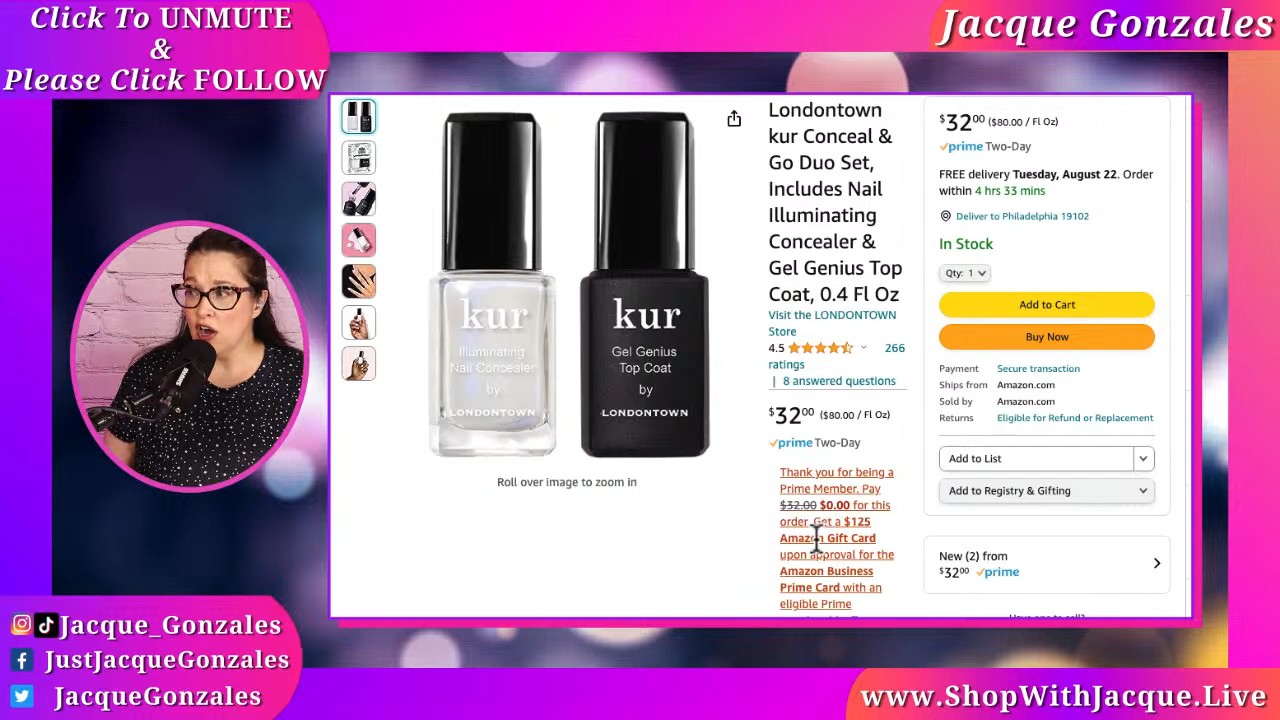 Click To UNMUTE
&
Please Click FOLLOW
Jacque Gonzales
kur
Illuminating
Nail Concealer
by
LONDONTOWN
kur
Gel Genius
Top Coat
by
LONDONTOWN
Roll over image to zoom in
Londontown
kur Conceal &
Go Duo Set,
Includes Nail
Illuminating
Concealer &
Gel Genius Top
Coat, 0.4 Fl Oz
Visit the LONDONTOWN
Store
4.5 266
ratings
| 8 answered questions
$3200 ($80.00 / Fl Oz)
prime Two-Day
Thank you for being a
Prime Member. Pay
$32.00 $0.00 for this
order. Get a $125
Amazon Gift Card
upon approval for the
Amazon Business
Prime Card with an
eligible Prime
$3200 ($80.00 / Fl Oz)
prime Two-Day
FREE delivery Tuesday, August 22. Order
within 4 hrs 33 mins
Deliver to Philadelphia 19102
In Stock
Qty: 1
Add to Cart
Buy Now
Payment Secure transaction
Ships from Amazon.com
Sold by Amazon.com
Returns Eligible for Refund or Replacement
Add to List
Add to Registry & Gifting
New (2) from
$3200 prime
Jacque_Gonzales
JustJacqueGonzales
JacqueGonzales
www.ShopWithJacque.Live